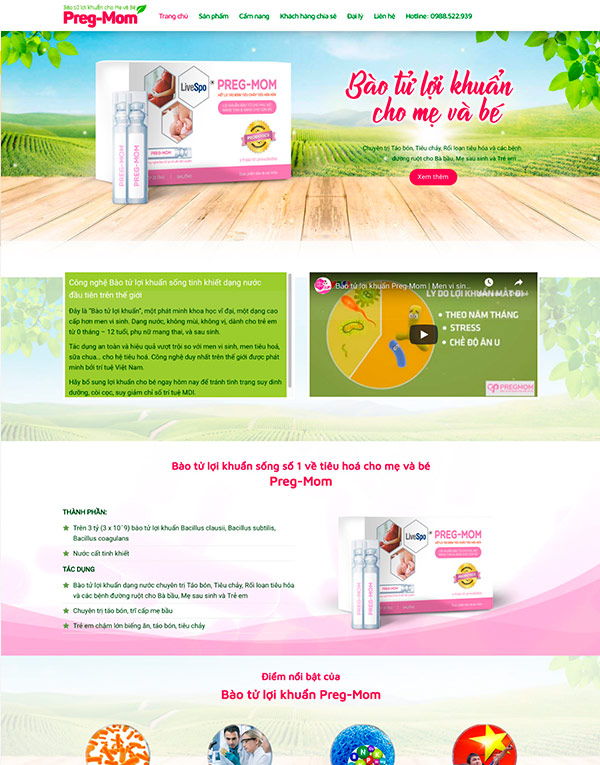 Bào tử lợi khuẩn cho Mẹ và Bé
Preg-Mom
Trang chủ Sản phẩm Cẩm nang Khách hàng chia sẻ Đại lý Liên hệ Hotline: 0988.522.939
LiveSpo
PREG-MOM
PROBIOTICS
PREG-MOM
PREG-MOM
PREG-MOM
Bào tử lợi khuẩn
cho mẹ và bé
Chuyên trị Táo bón, Tiêu chảy, Rối loạn tiêu hóa và các bệnh
đường ruột cho Bà bầu, Mẹ sau sinh và Trẻ em
Xem thêm
Công nghệ Bào tử lợi khuẩn sống tinh khiết dạng nước
đầu tiên trên thế giới
Đây là "Bào tử lợi khuẩn", một phát minh khoa học vĩ đại, một dạng cao
cấp hơn men vi sinh. Dạng nước, không mùi, không vị, dành cho trẻ em
từ 0 tháng – 12 tuổi, phụ nữ mang thai, và sau sinh.
Tác dụng an toàn và hiệu quả vượt trội so với men vi sinh, men tiêu hoá,
sữa chua... cho hệ tiêu hoá. Công nghệ duy nhất trên thế giới được phát
minh bởi trí tuệ Việt Nam.
Hãy bổ sung lợi khuẩn cho bé ngay hôm nay để tránh tình trạng suy dinh
dưỡng, còi cọc, suy giảm chỉ số trí tuệ MDI.
Bào tử lợi khuẩn Preg-Mom | Men vi sin
LÝ DO LỢI KHUẨN MẤT ĐI
• THEO NĂM THÁNG
• STRESS
• CHẾ ĐỘ ĂN U
PREGMOM
Bào tử lợi khuẩn sống số 1 về tiêu hoá cho mẹ và bé
Preg-Mom
THÀNH PHẦN:
Trên 3 tỷ (3 x 10^9) bào tử lợi khuẩn Bacillus clausii, Bacillus subtilis,
Bacillus coagulans
Nước cất tinh khiết
TÁC DỤNG
Bào tử lợi khuẩn dạng nước chuyên trị Táo bón, Tiêu chảy, Rối loạn tiêu hóa
và các bệnh đường ruột cho Bà bầu, Mẹ sau sinh và Trẻ em
Chuyên trị táo bón, trĩ cấp mẹ bầu
Trẻ em chậm lớn biếng ăn, táo bón, tiêu chảy
LiveSpo
PREG-MOM
PREG-MOM
PREG-MOM
PREG-MOM
Điểm nổi bật của
Bào tử lợi khuẩn Preg-Mom